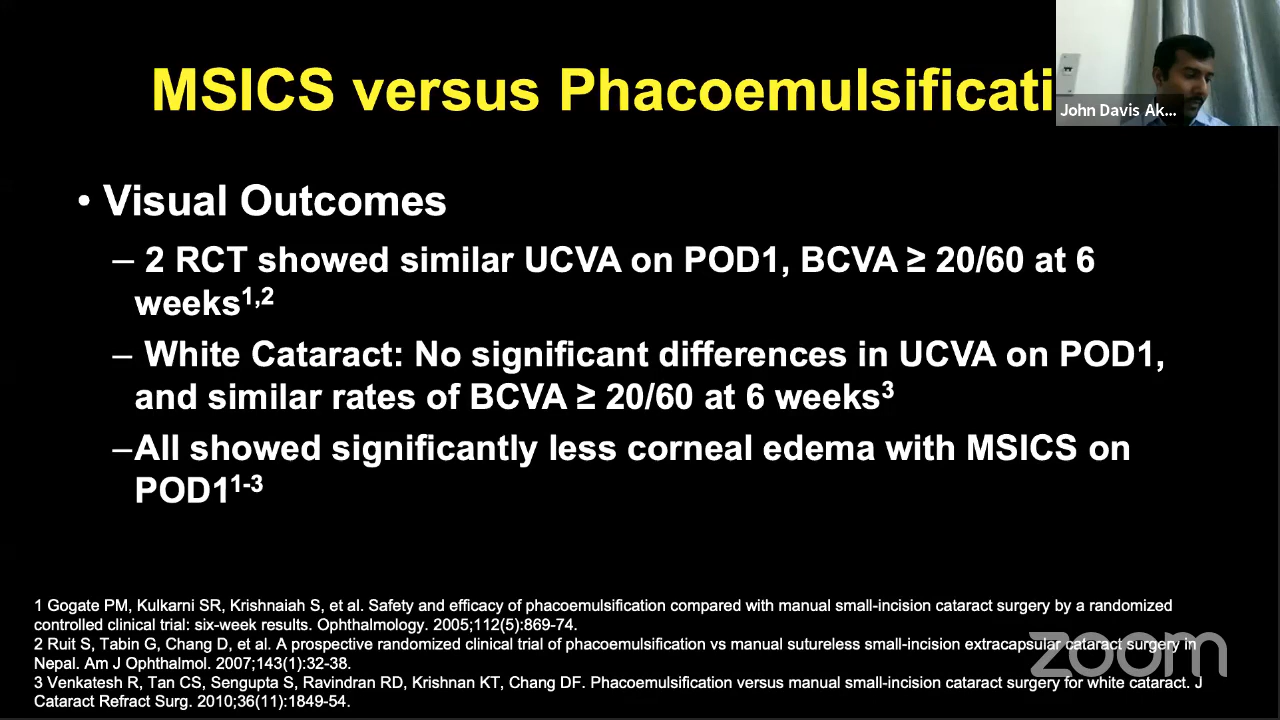 MSICS versus Phacoemulsificati
John Davis Ak...
• Visual Outcomes
– 2 RCT showed similar UCVA on POD1, BCVA ≥ 20/60 at 6
weeks1,2
– White Cataract: No significant differences in UCVA on POD1,
and similar rates of BCVA ≥ 20/60 at 6 weeks3
–All showed significantly less corneal edema with MSICS on
POD11-3
1 Gogate PM, Kulkarni SR, Krishnaiah S, et al. Safety and efficacy of phacoemulsification compared with manual small-incision cataract surgery by a randomized
controlled clinical trial: six-week results. Ophthalmology. 2005;112(5):869-74.
2 Ruit S, Tabin G, Chang D, et al. A prospective randomized clinical trial of phacoemulsification vs manual sutureless small-incision extracapsular cataract surgery in
Nepal. Am J Ophthalmol. 2007;143(1):32-38.
3 Venkatesh R, Tan CS, Sengupta S, Ravindran RD, Krishnan KT, Chang DF. Phacoemulsification versus manual small-incision cataract surgery for white cataract. J
Cataract Refract Surg. 2010;36(11):1849-54.
zoom